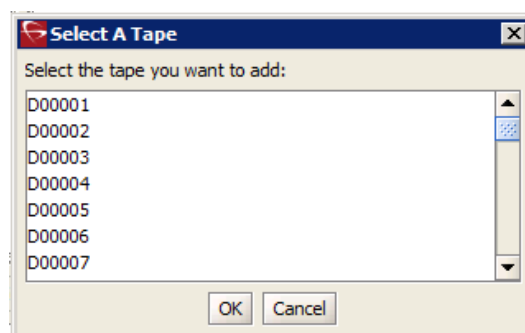 Select A Tape
Select the tape you want to add:
D00001
D00002
D00003
D00004
D00005
D00006
D00007
OK Cancel